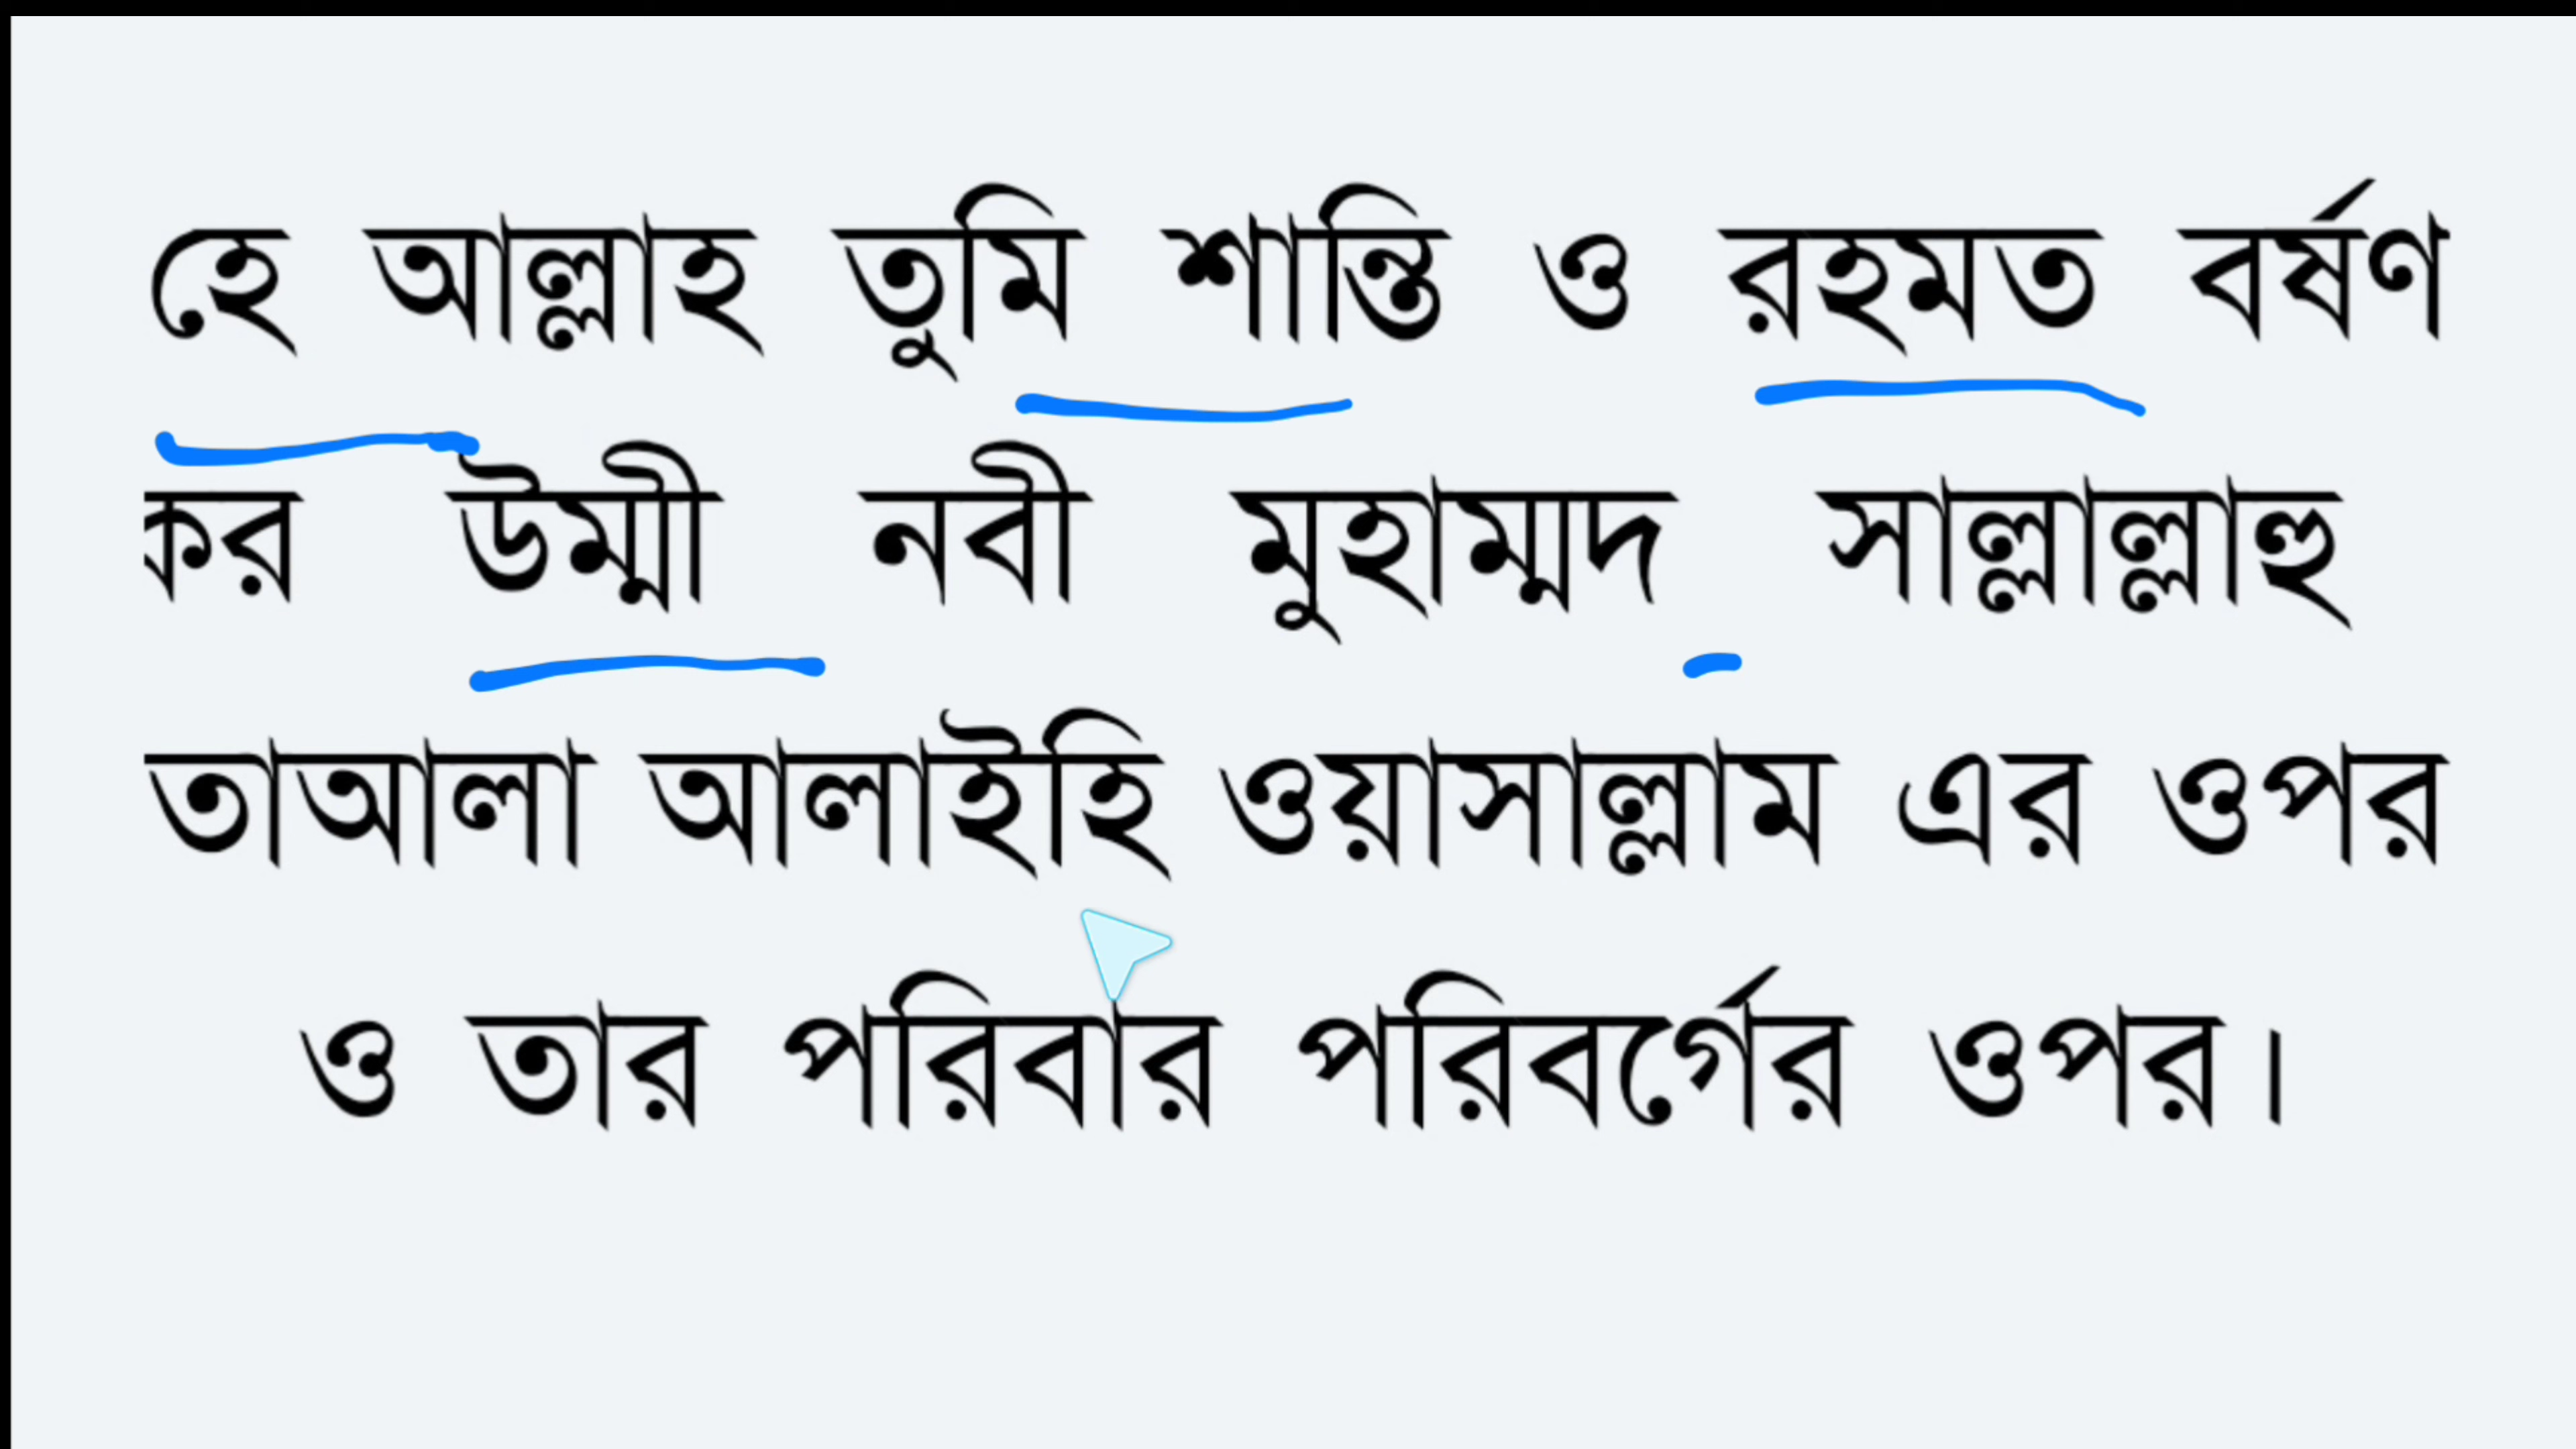 হে আল্লাহ তুমি শান্তি ও রহমত বর্ষণ
কর উম্মী নবী মুহাম্মদ সাল্লাল্লাহু
তাআলা আলাইহি ওয়াসাল্লাম এর ওপর
ও তার পরিবার পরিবর্গের ওপর।